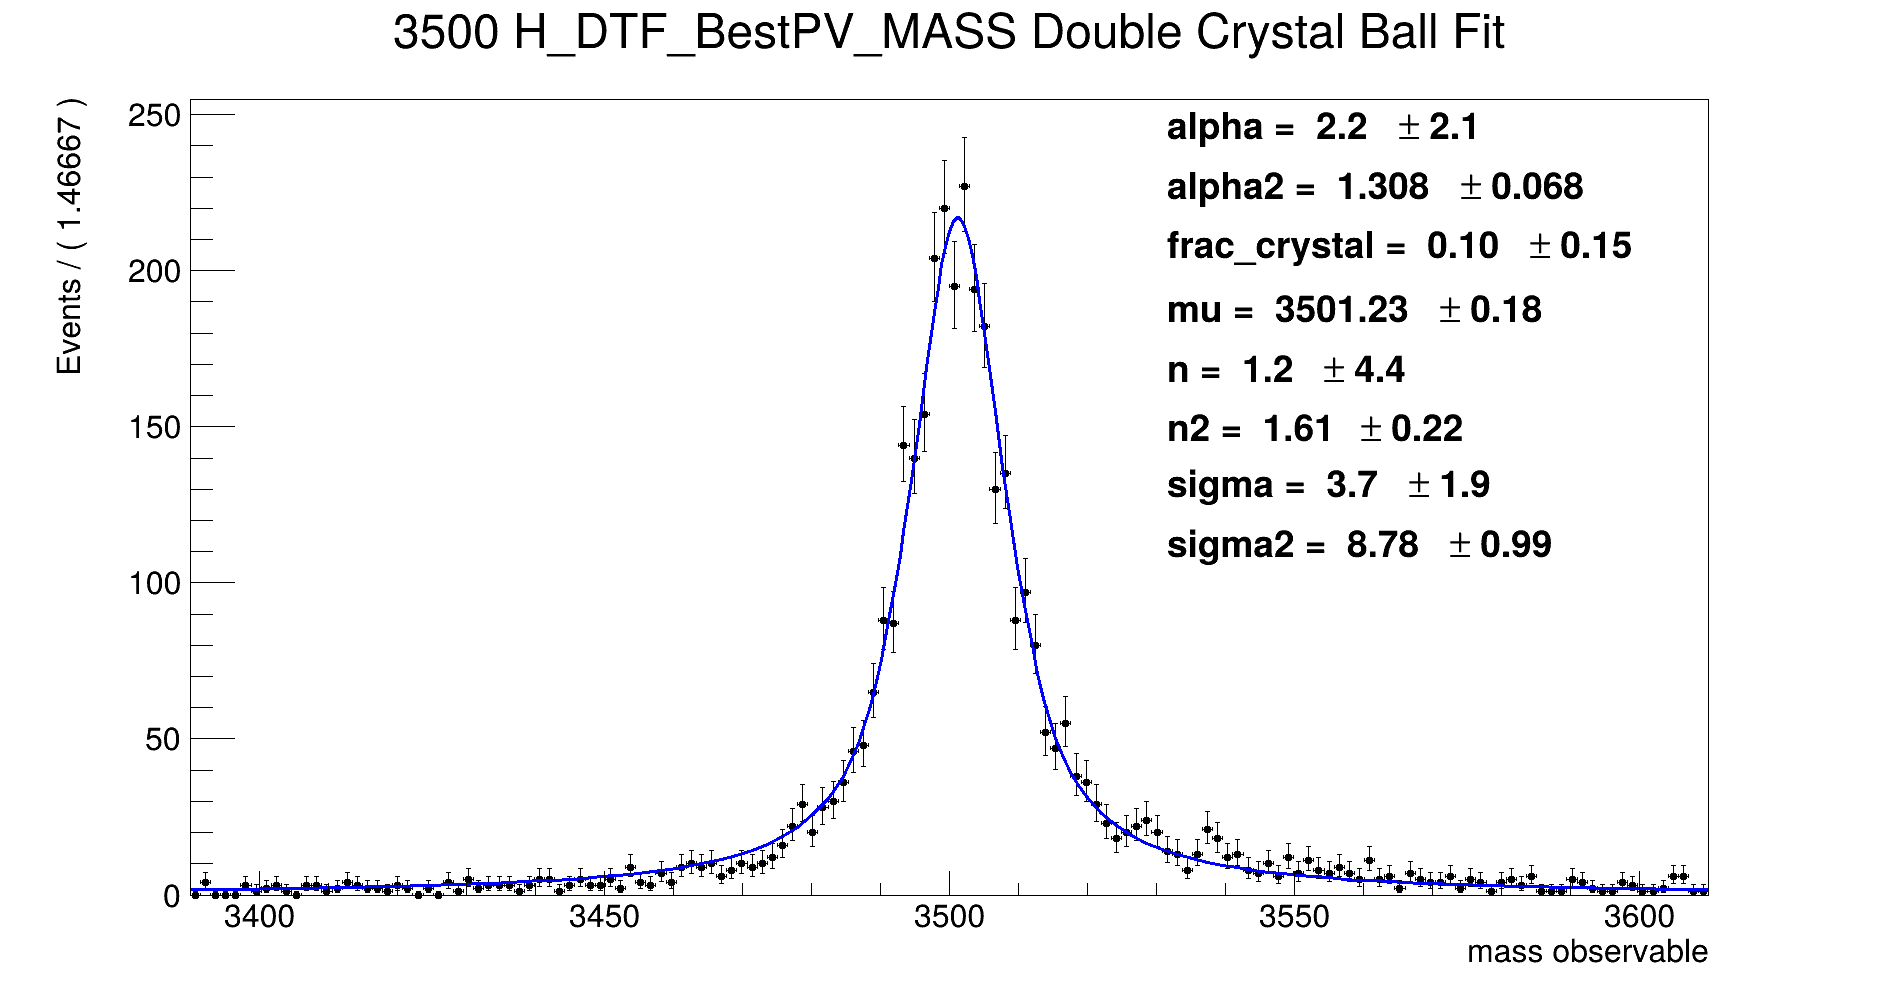 3500 H_DTF_BestPV_MASS Double Crystal Ball Fit
Events / ( 1.46667 )
250
200
150
100
50
0
alpha = 2.2 ± 2.1
alpha2 = 1.308 ± 0.068
frac_crystal = 0.10 ± 0.15
mu = 3501.23 ± 0.18
n = 1.2 ± 4.4
n2 = 1.61 ± 0.22
sigma = 3.7 ± 1.9
sigma2 = 8.78 ± 0.99
3400 3450 3500 3550 3600
mass observable